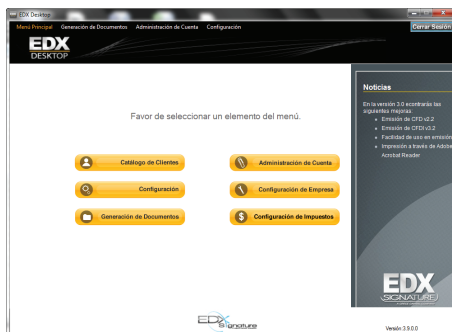 EDX Desktop
Menú Principal Generación de Documentos Administración de Cuenta Configuración
Cerrar Sesión
EDX
DESKTOP
Favor de seleccionar un elemento del menú.
Catálogo de Clientes
Administración de Cuenta
Configuración
Configuración de Empresa
Generación de Documentos
Configuración de Impuestos
Noticias
En la versión 3.0 econtrarás las
siguientes mejoras:
Emisión de CFD v2.2
Emisión de CFDI v3.2
Facilidad de uso en emisión
Impresión a través de Adobe
Acrobat Reader
EDX
SIGNATURE
EDX
Signature
Versión:3.9.0.0